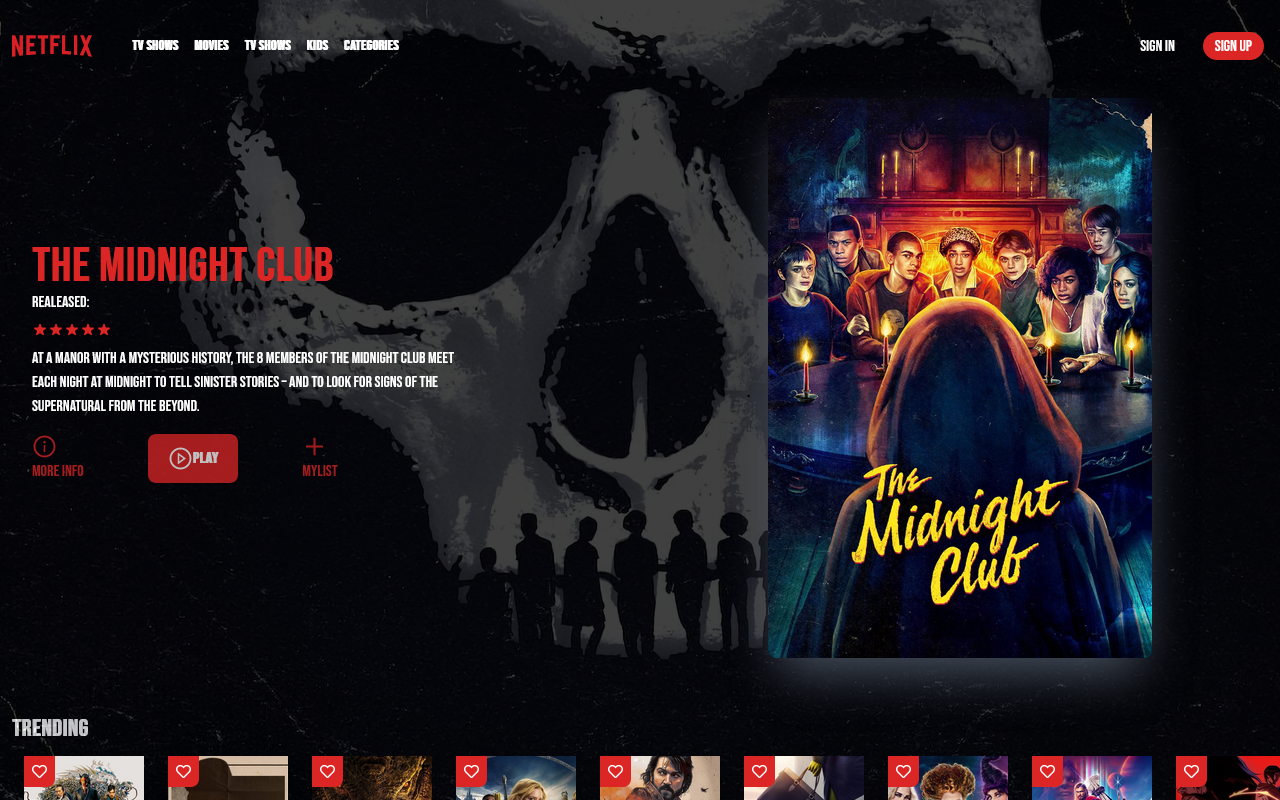 NETFLIX
TV SHOWS MOVIES TV SHOWS KIDS CATEGORIES
SIGN IN
SIGN UP
THE MIDNIGHT CLUB
REALEASED:
AT A MANOR WITH A MYSTERIOUS HISTORY, THE 8 MEMBERS OF THE MIDNIGHT CLUB MEET
EACH NIGHT AT MIDNIGHT TO TELL SINISTER STORIES – AND TO LOOK FOR SIGNS OF THE
SUPERNATURAL FROM THE BEYOND.
MORE INFO
PLAY
MYLIST
The
Midnight
Club
TRENDING